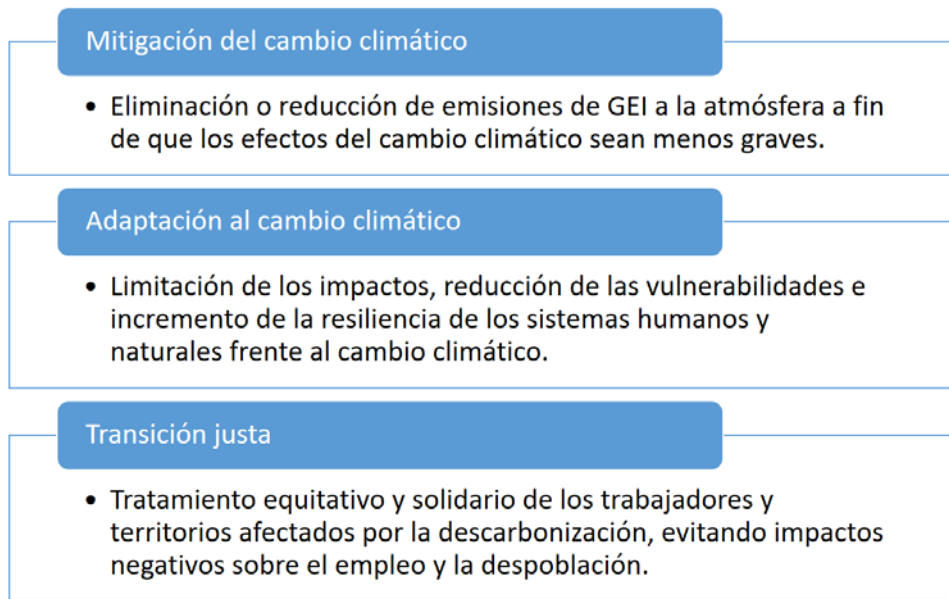 Mitigación del cambio climático
• Eliminación o reducción de emisiones de GEI a la atmósfera a fin
de que los efectos del cambio climático sean menos graves.
Adaptación al cambio climático
• Limitación de los impactos, reducción de las vulnerabilidades e
incremento de la resiliencia de los sistemas humanos y
naturales frente al cambio climático.
Transición justa
• Tratamiento equitativo y solidario de los trabajadores y
territorios afectados por la descarbonización, evitando impactos
negativos sobre el empleo y la despoblación.